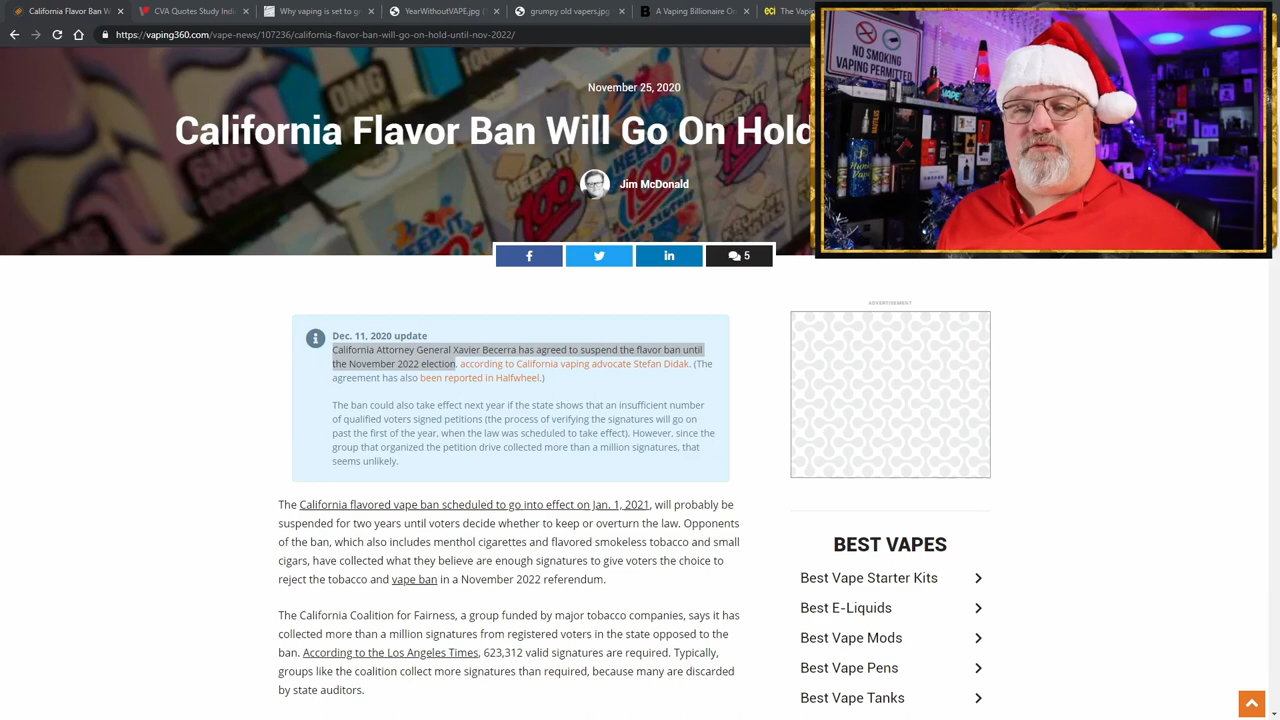 California Flavor Ban W
CVA Quotes Studie
Why vaping isn't set to r
StarWithoutVAPE.jpg (
quma and old vapers.jpc
A Vaping Billionaire On
The Vapi
https://vaping360.com/vape-news/107236/california-flavor-ban-will-go-on-hold-until-nov-2022/
November 25, 2020
California Flavor Ban Will Go On Hold
Jim McDonald
5
NO SMOKING
VAPING PERMITTED
VAPE
ADVERTISEMENT
Dec. 11, 2020 update
California Attorney General Xavier Becerra has agreed to suspend the flavor ban until
the November 2022 election, according to California vaping advocate Stefan Didak. (The
agreement has also been reported in Halfwheel.)
The ban could also take effect next year if the state shows that an insufficient number
of qualified voters signed petitions (the process of verifying the signatures will go on
past the first of the year, when the law was scheduled to take effect). However, since the
group that organized the petition drive collected more than a million signatures, that
seems unlikely.
The California flavored vape ban scheduled to go into effect on Jan. 1, 2021, will probably be
suspended for two years until voters decide whether to keep or overturn the law. Opponents
of the ban, which also includes menthol cigarettes and flavored smokeless tobacco and small
cigars, have collected what they believe are enough signatures to give voters the choice to
reject the tobacco and vape ban in a November 2022 referendum.
The California Coalition for Fairness, a group funded by major tobacco companies, says it has
collected more than a million signatures from registered voters in the state opposed to the
ban. According to the Los Angeles Times, 623,312 valid signatures are required. Typically,
groups like the coalition collect more signatures than required, because many are discarded
by state auditors.
BEST VAPES
Best Vape Starter Kits
Best E-Liquids
Best Vape Mods
Best Vape Pens
Best Vape Tanks